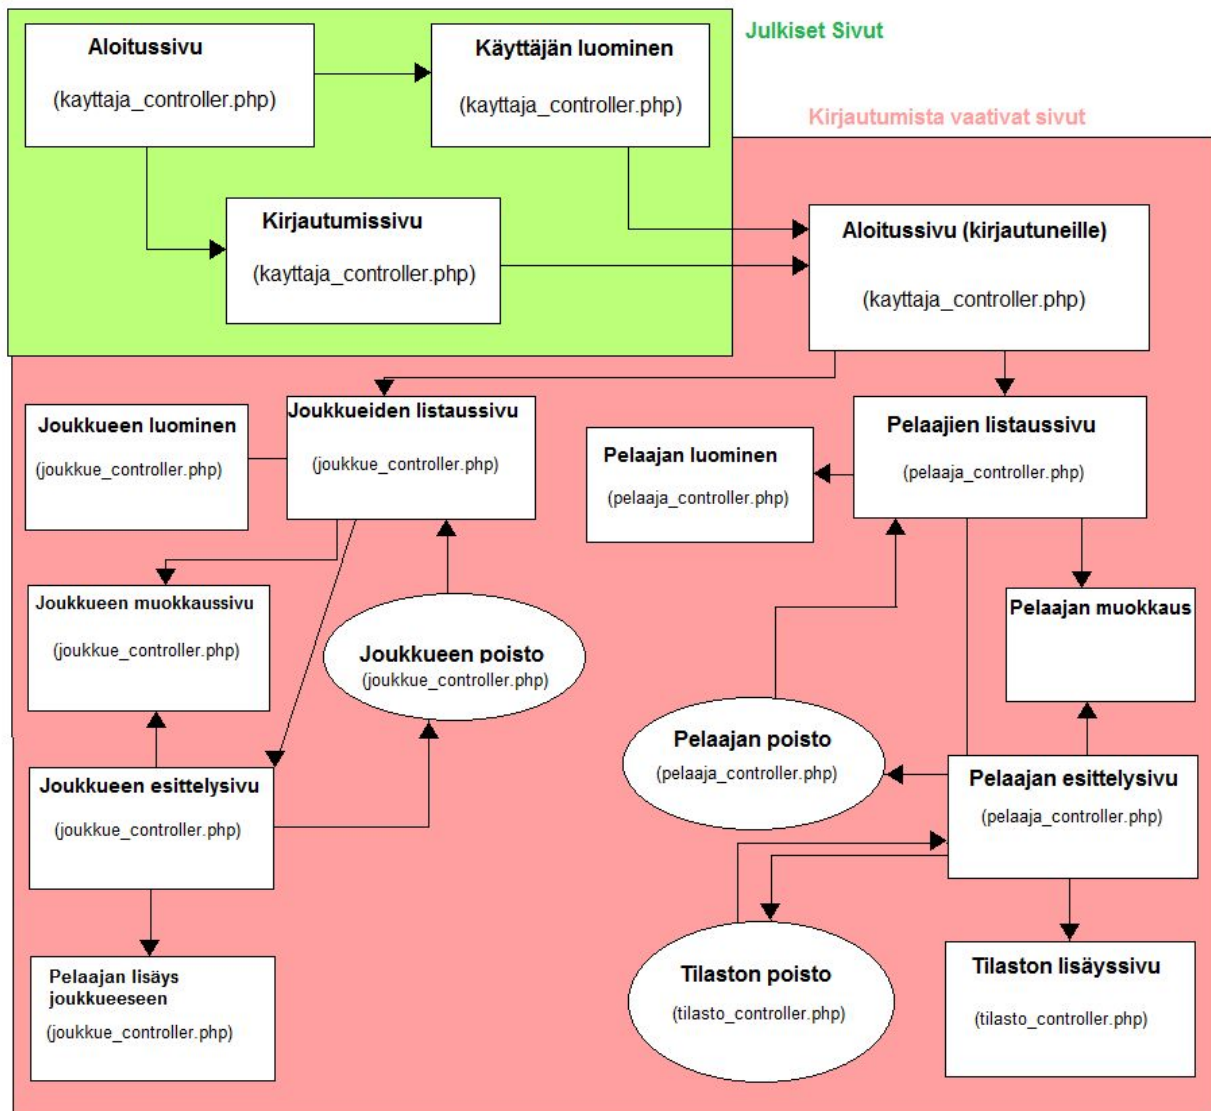 Julkiset Sivut
Aloitussivu
(kayttaja_controller.php)
Käyttäjän luominen
(kayttaja_controller.php)
Kirjautumista vaativat sivut
Kirjautumissivu
(kayttaja_controller.php)
Aloitussivu (kirjautuneille)
(kayttaja_controller.php)
Joukkueen luominen
(joukkue_controller.php)
Joukkueiden listaussivu
(joukkue_controller.php)
Pelaajan luominen
(pelaaja_controller.php)
Pelaajien listaussivu
(pelaaja_controller.php)
Joukkueen muokkaussivu
(joukkue_controller.php)
Joukkueen poisto
(joukkue_controller.php)
Pelaajan muokkaus
Pelaajan poisto
(pelaaja_controller.php)
Joukkueen esittelysivu
(joukkue_controller.php)
Pelaajan esittelysivu
(pelaaja_controller.php)
Pelaajan lisäys
joukkueeseen
(joukkue_controller.php)
Tilaston poisto
(tilasto_controller.php)
Tilaston lisäyssivu
(tilasto_controller.php)